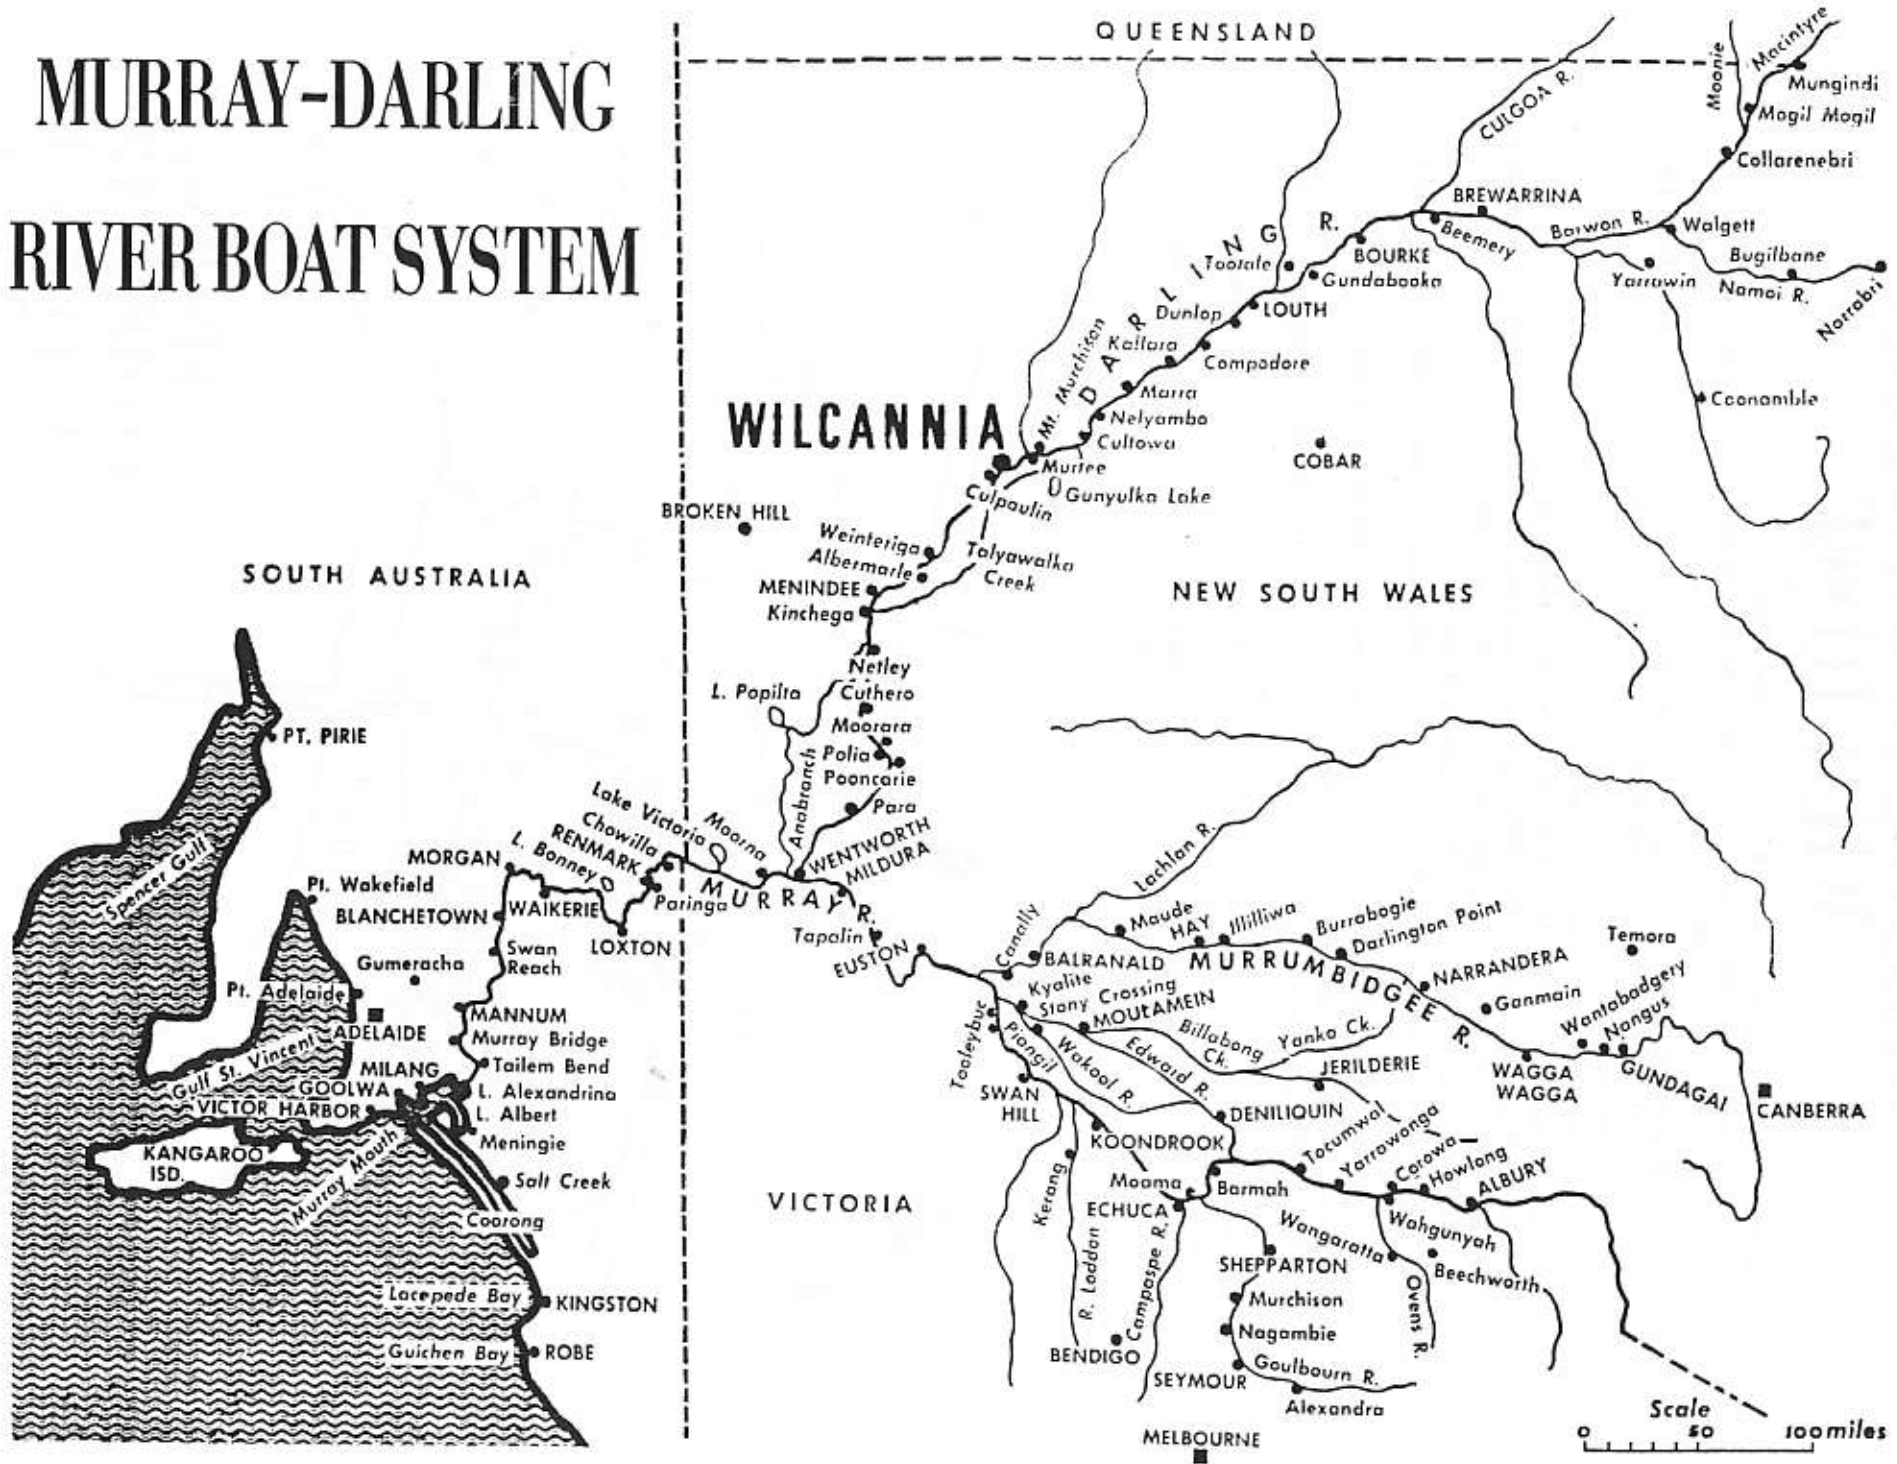 MURRAY-DARLING
RIVER BOAT SYSTEM
QUEENSLAND
CULGOA R.
Moonie
Macintyre
Mungindi
Mogil Mogil
Collarenebri
BREWARRINA
Beemery
Barwon R.
Walgett
Bugilbane
Yarrawin
Namoi R.
Narrabri
DARLING R.
Toorale
BOURKE
Gundabooka
Dunlop
LOUTH
Kallara
Compadore
Mt. Murchison
Marra
Nelyambo
Cultowa
Coonamble
WILCANNIA
Murtee
Gunyulka Lake
COBAR
Culpaulin
BROKEN HILL
Weinteriga
Albermarle
Talyawalka
Creek
MENINDEE
Kinchega
SOUTH AUSTRALIA
NEW SOUTH WALES
Netley
L. Popilta
Cuthero
Moorara
PT. PIRIE
Polia
Pooncarie
Anabranch
Para
Lake Victoria
Moorna
Chowilla
RENMARK
L. Bonney
WENTWORTH
MILDURA
MORGAN
Spencer Gulf
Pt. Wakefield
BLANCHETOWN
WAIKERIE
Paringa
MURRAY R.
LOXTON
Tapalin
EUSTON
Swan
Reach
Gumeracha
Pt. Adelaide
ADELAIDE
MANNUM
Murray Bridge
Tailem Bend
Gulf St. Vincent
MILANG
GOOLWA
L. Alexandrina
VICTOR HARBOR
L. Albert
Meningie
KANGAROO
ISD.
Murray Mouth
Salt Creek
Coorong
Lacepede Bay
KINGSTON
Guichen Bay
ROBE
Lachlan R.
Canally
Maude
HAY
Illilliwa
Burrabogie
Darlington Point
Temora
BALRANALD
MURRUMBIDGEE R.
NARRANDERA
Ganmain
Wantabadgery
Nangus
Kyalite
Stony Crossing
MOULAMEIN
Billabong
Ck.
Yanko Ck.
Tooleybuc
Piangil
Wakool R.
Edward R.
JERILDERIE
WAGGA
WAGGA
GUNDAGAI
CANBERRA
SWAN
HILL
DENILIQUIN
KOONDROOK
Tocumwal
Yarrawonga
Corowa
Howlong
ALBURY
VICTORIA
Kerang
Moama
Barmah
ECHUCA
Wahgunyah
Wangaratta
SHEPPARTON
Beechworth
R. Loddon
Campaspe R.
Murchison
Ovens R.
Nagambie
BENDIGO
SEYMOUR
Goulbourn R.
Alexandra
MELBOURNE
Scale
0 50 100 miles